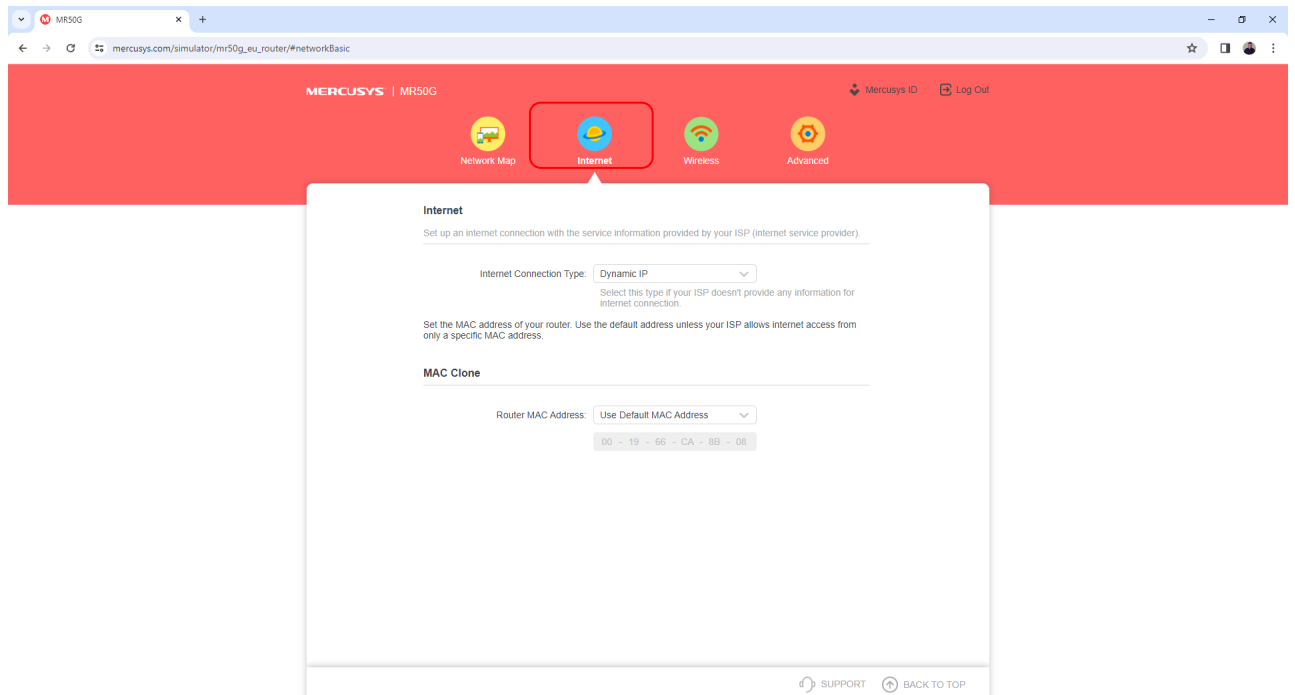 MR50G
mercusys.com/simulator/mr50g_eu_router/#networkBasic
MERCUSYS | MR50G
Mercusys ID
Log Out
Network Map
Internet
Wireless
Advanced
Internet
Set up an internet connection with the service information provided by your ISP (internet service provider).
Internet Connection Type: Dynamic IP
Select this type if your ISP doesn't provide any information for
internet connection.
Set the MAC address of your router. Use the default address unless your ISP allows internet access from
only a specific MAC address.
MAC Clone
Router MAC Address: Use Default MAC Address
00 - 19 - 66 - CA - 8B - 08
SUPPORT
BACK TO TOP